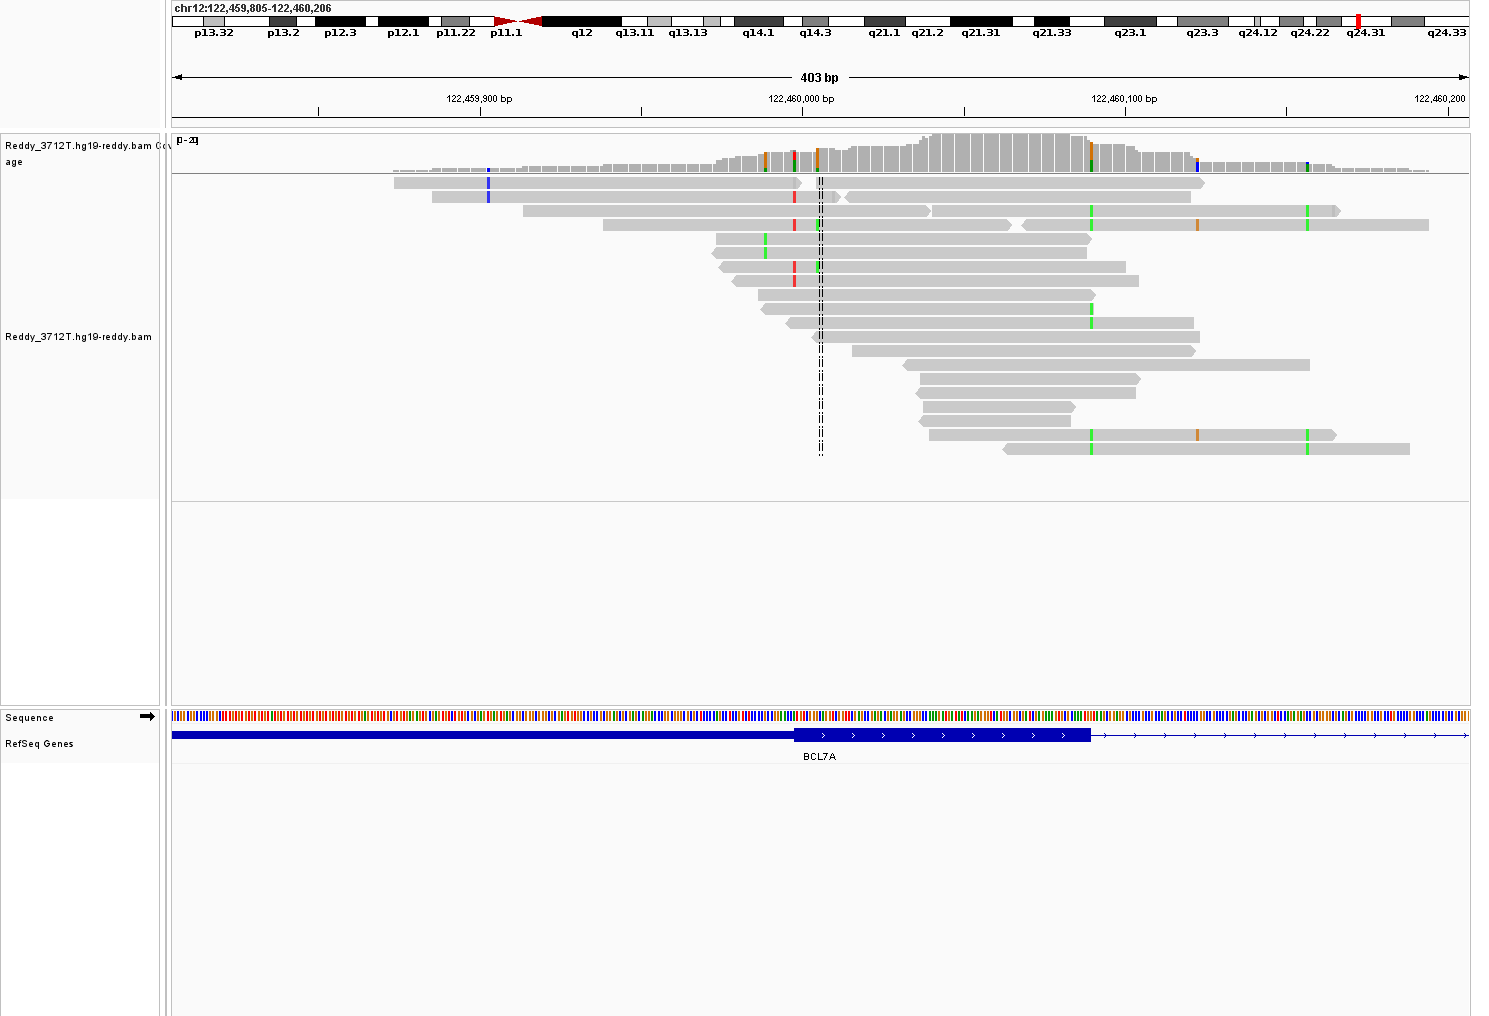 chr12:122,459,805-122,460,206
p13.32 p13.2 p12.3 p12.1 p11.22 p11.1 q12 q13.11 q13.13 q14.1 q14.3 q21.1 q21.2 q21.31 q21.33 q23.1 q23.3 q24.12 q24.22 q24.31 q24.33
403 bp
122,459,900 bp 122,460,000 bp 122,460,100 bp 122,460,200
[0 - 20]
Reddy_3712T.hg19-reddy.bam Cov
age
Reddy_3712T.hg19-reddy.bam
Sequence
RefSeq Genes
BCL7A